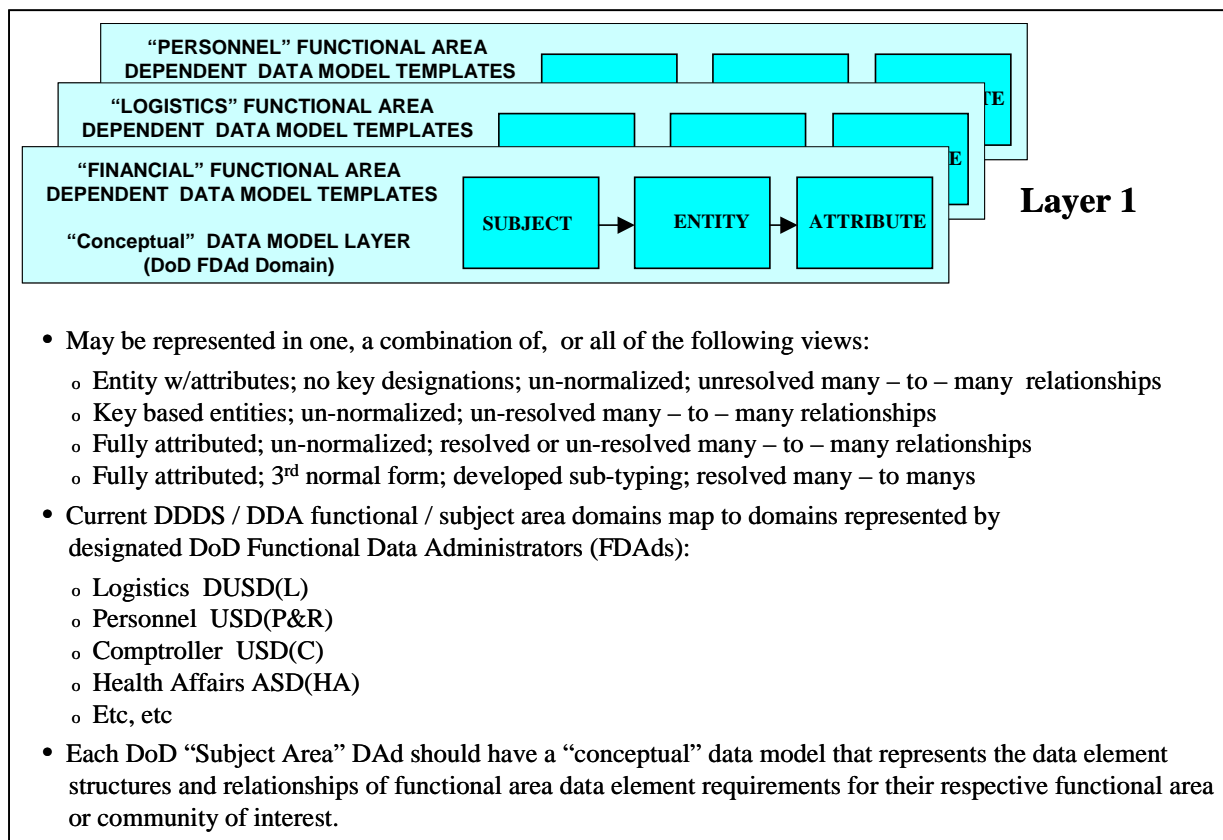 “PERSONNEL” FUNCTIONAL AREA
DEPENDENT DATA MODEL TEMPLATES
TE
“LOGISTICS” FUNCTIONAL AREA
DEPENDENT DATA MODEL TEMPLATES
E
“FINANCIAL” FUNCTIONAL AREA
DEPENDENT DATA MODEL TEMPLATES
“Conceptual” DATA MODEL LAYER
(DoD FDAd Domain)
SUBJECT
ENTITY
ATTRIBUTE
Layer 1
• May be represented in one, a combination of, or all of the following views:
o Entity w/attributes; no key designations; un-normalized; unresolved many – to – many relationships
o Key based entities; un-normalized; un-resolved many – to – many relationships
o Fully attributed; un-normalized; resolved or un-resolved many – to – many relationships
o Fully attributed; 3rd normal form; developed sub-typing; resolved many – to manys
• Current DDDS / DDA functional / subject area domains map to domains represented by
designated DoD Functional Data Administrators (FDAds):
o Logistics DUSD(L)
o Personnel USD(P&R)
o Comptroller USD(C)
o Health Affairs ASD(HA)
o Etc, etc
• Each DoD “Subject Area” DAd should have a “conceptual” data model that represents the data element
structures and relationships of functional area data element requirements for their respective functional area
or community of interest.